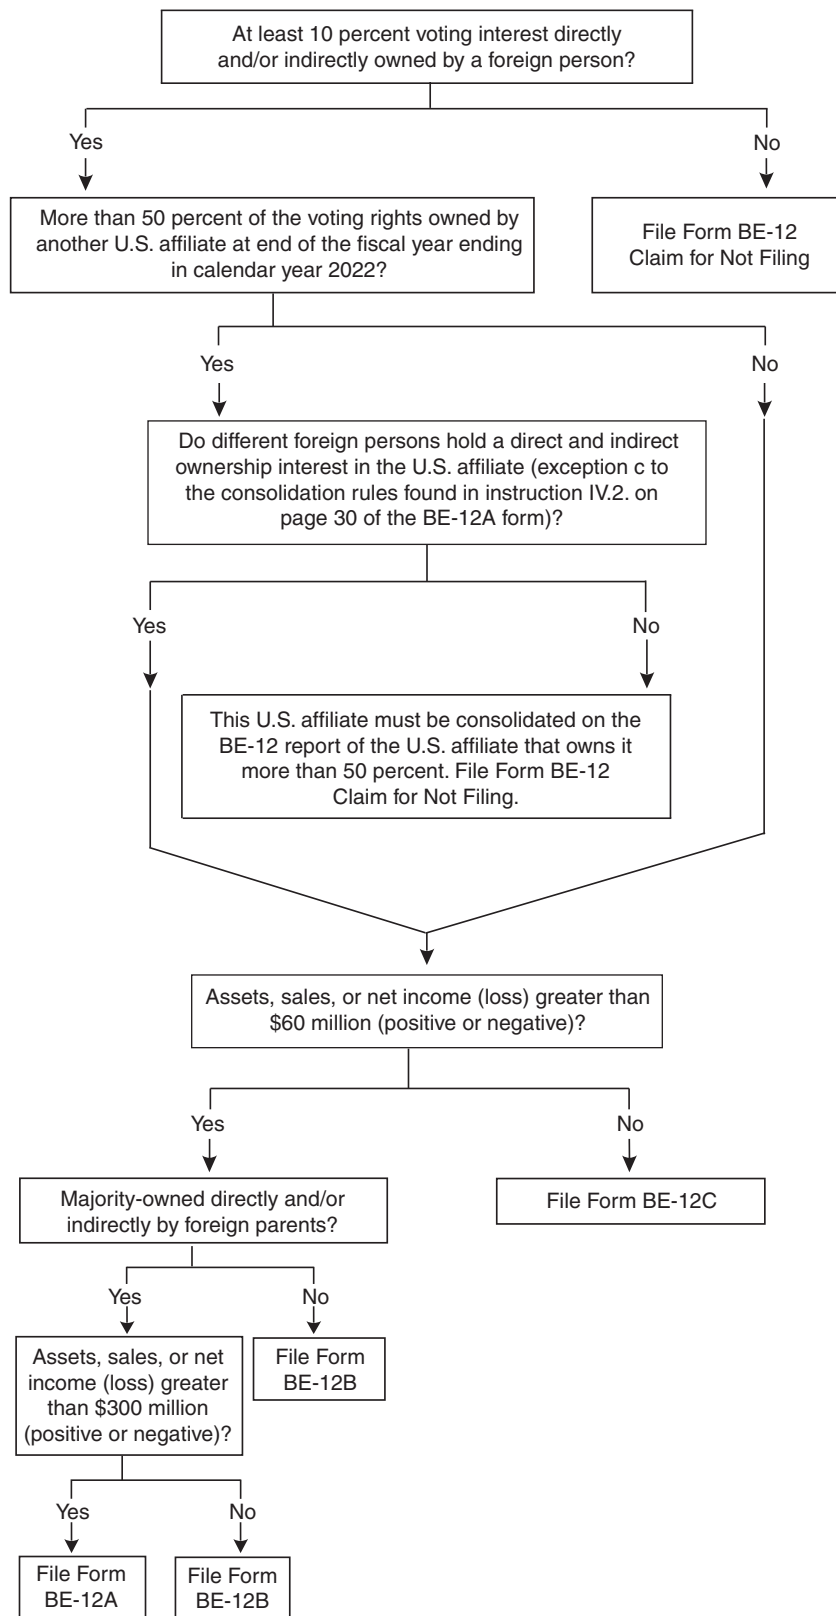 At least 10 percent voting interest directly
and/or indirectly owned by a foreign person?
Yes
No
More than 50 percent of the voting rights owned by
another U.S. affiliate at end of the fiscal year ending
in calendar year 2022?
File Form BE-12
Claim for Not Filing
Yes
No
Do different foreign persons hold a direct and indirect
ownership interest in the U.S. affiliate (exception c to
the consolidation rules found in instruction IV.2. on
page 30 of the BE-12A form)?
Yes
No
This U.S. affiliate must be consolidated on the
BE-12 report of the U.S. affiliate that owns it
more than 50 percent. File Form BE-12
Claim for Not Filing.
Assets, sales, or net income (loss) greater than
$60 million (positive or negative)?
Yes
No
Majority-owned directly and/or
indirectly by foreign parents?
File Form BE-12C
Yes
No
Assets, sales, or net
income (loss) greater
than $300 million
(positive or negative)?
File Form
BE-12B
Yes
No
File Form
BE-12A
File Form
BE-12B